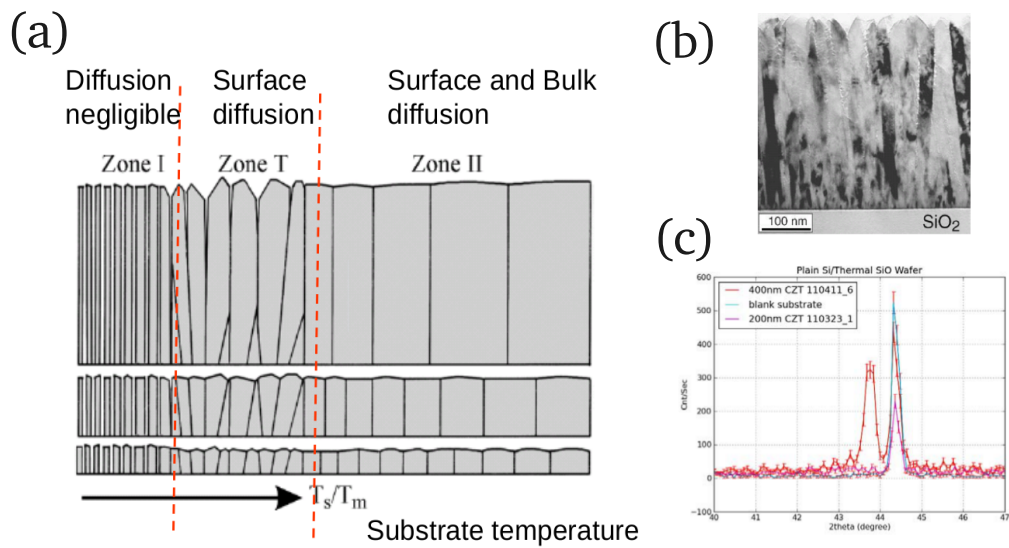 (a)
Diffusion
negligible
Surface
diffusion
Surface and Bulk
diffusion
Zone I
Zone T
Zone II
Ts/Tm
Substrate temperature
(b)
100 nm
SiO2
(c)
Plain Si/Thermal SiO Wafer
400nm CZT 110411_6
blank substrate
200nm CZT 110323_1
Cnt/Sec
600
500
400
300
200
100
0
40 41 42 43 44 45 46 47
2theta (degree)